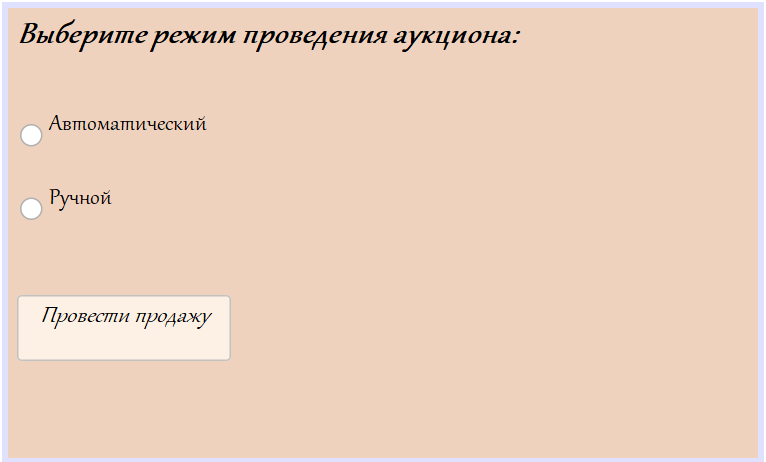 Выберите режим проведения аукциона:
Автоматический
Ручной
Провести продажу